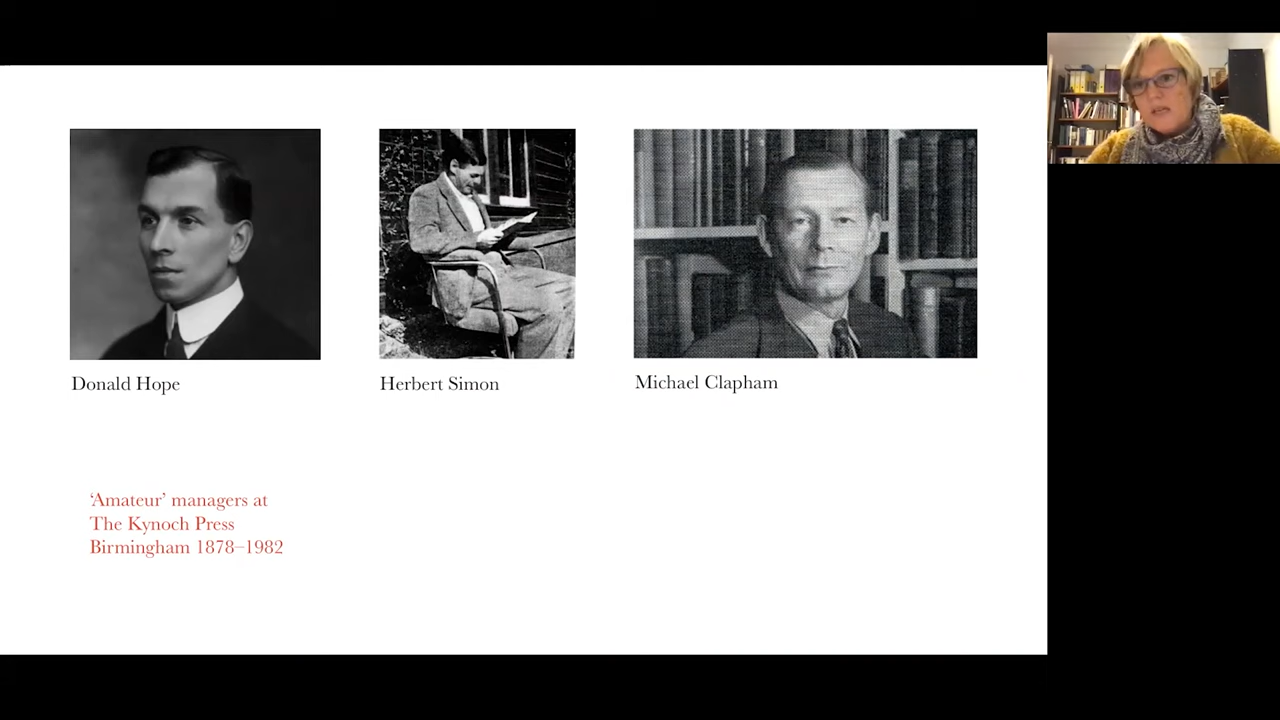 Donald Hope
Herbert Simon
Michael Clapham
‘Amateur’ managers at
The Kynoch Press
Birmingham 1878–1982